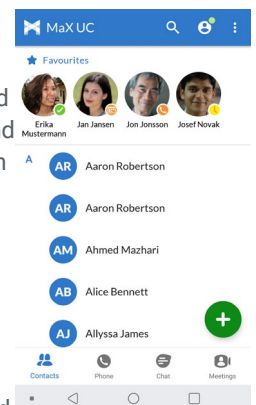 MaX UC
Favourites
Erika Mustermann
Jan Jansen
Jon Jonsson
Josef Novak
A
AR
Aaron Robertson
AR
Aaron Robertson
AM
Ahmed Mazhari
AB
Alice Bennett
AJ
Allyssa James
Contacts
Phone
Chat
Meetings